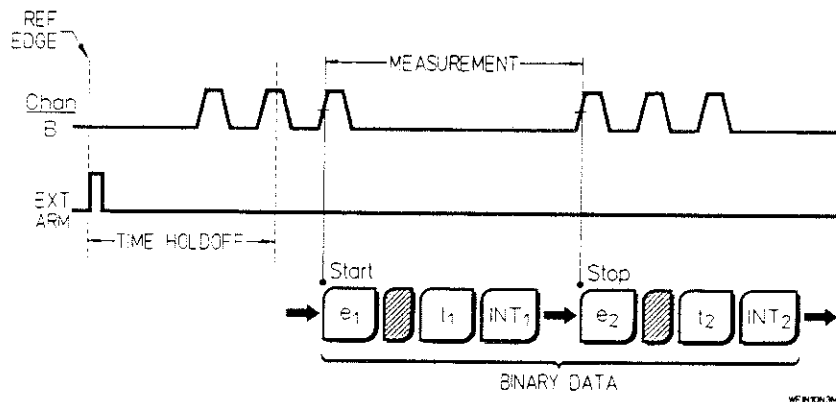 REF
EDGE
MEASUREMENT
Chan
B
EXT
ARM
TIME HOLDOFF
Start
Stop
e1
t1
INT1
e2
t2
INT2
BINARY DATA